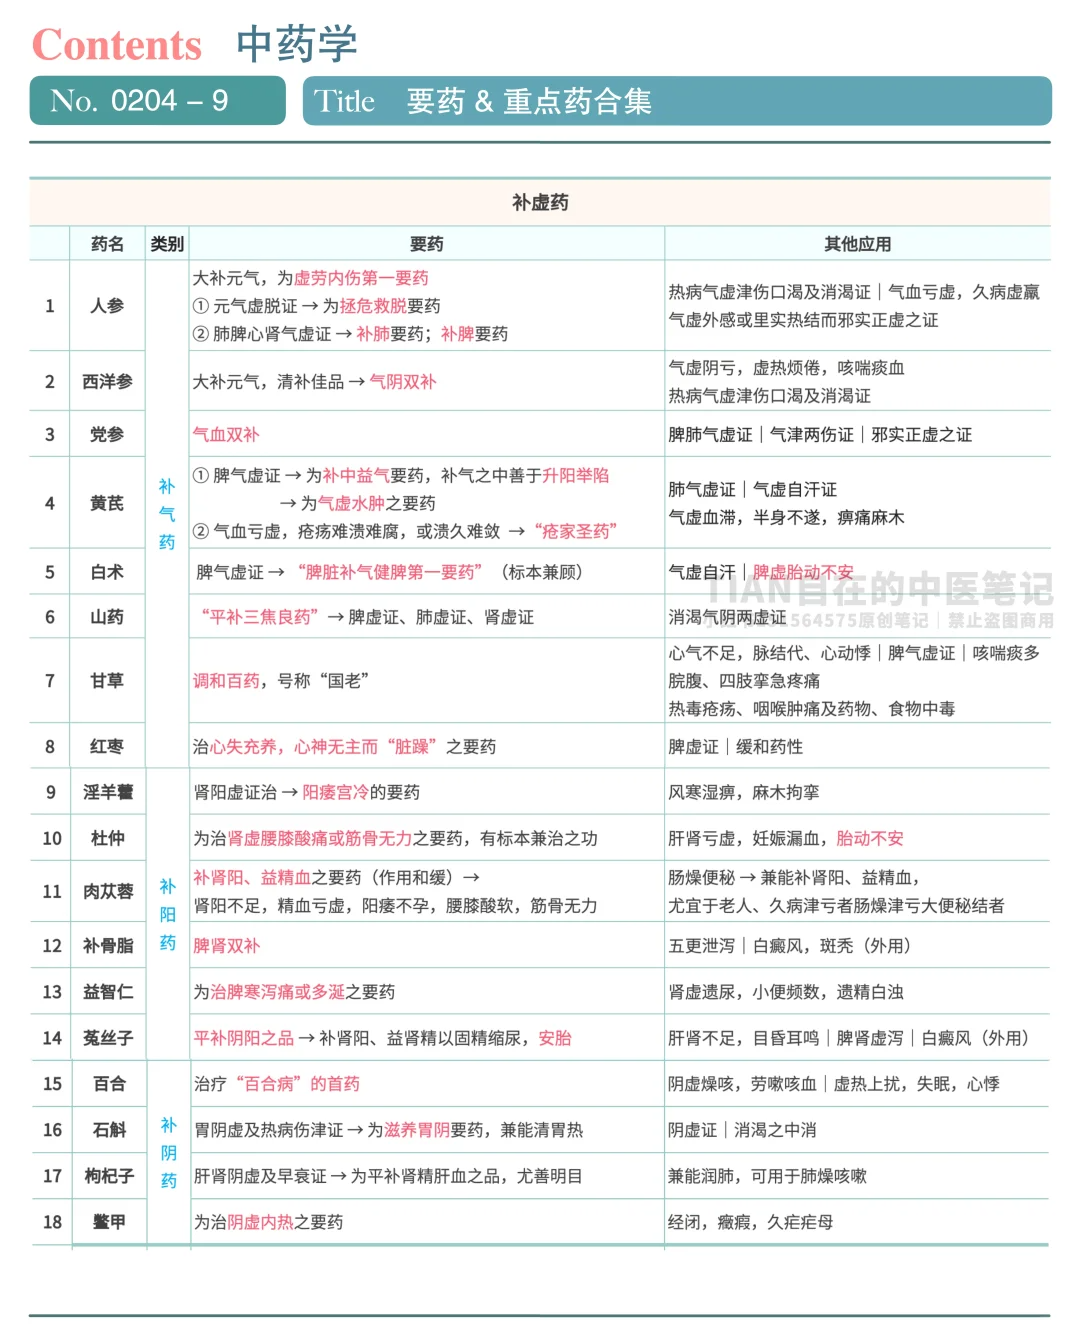 Contents 中药学
No. 0204 – 9
Title 要药 & 重点药合集
补虚药
药名 类别 要药 其他应用
补气药
1 人参
大补元气，为虚劳内伤第一要药
① 元气虚脱证 → 为拯危救脱要药
② 肺脾心肾气虚证 → 补肺要药；补脾要药
热病气虚津伤口渴及消渴证｜气血亏虚，久病虚羸
气虚外感或里实热结而邪实正虚之证
2 西洋参
大补元气，清补佳品 → 气阴双补
气虚阴亏，虚热烦倦，咳喘痰血
热病气虚津伤口渴及消渴证
3 党参
气血双补
脾肺气虚证｜气津两伤证｜邪实正虚之证
4 黄芪
① 脾气虚证 → 为补中益气要药，补气之中善于升阳举陷
→ 为气虚水肿之要药
② 气血亏虚，疮疡难溃难腐，或溃久难敛 → “疮家圣药”
肺气虚证｜气虚自汗证
气虚血滞，半身不遂，痹痛麻木
5 白术
脾气虚证 → “脾脏补气健脾第一要药”（标本兼顾）
气虚自汗｜脾虚胎动不安
TIAN自在的中医笔记
6 山药
“平补三焦良药” → 脾虚证、肺虚证、肾虚证
消渴气阴两虚证
564575原创笔记｜禁止盗图商用
7 甘草
调和百药，号称“国老”
心气不足，脉结代、心动悸｜脾气虚证｜咳喘痰多
脘腹、四肢挛急疼痛
热毒疮疡、咽喉肿痛及药物、食物中毒
8 红枣
治心失充养，心神无主而“脏躁”之要药
脾虚证｜缓和药性
补阳药
9 淫羊藿
肾阳虚证治 → 阳痿宫冷的要药
风寒湿痹，麻木拘挛
10 杜仲
为治肾虚腰膝酸痛或筋骨无力之要药，有标本兼治之功
肝肾亏虚，妊娠漏血，胎动不安
11 肉苁蓉
补肾阳、益精血之要药（作用和缓）→
肾阳不足，精血亏虚，阳痿不孕，腰膝酸软，筋骨无力
肠燥便秘 → 兼能补肾阳、益精血，
尤宜于老人、久病津亏者肠燥津亏大便秘结者
12 补骨脂
脾肾双补
五更泄泻｜白癜风，斑秃（外用）
13 益智仁
为治脾寒泻痛或多涎之要药
肾虚遗尿，小便频数，遗精白浊
14 菟丝子
平补阴阳之品 → 补肾阳、益肾精以固精缩尿，安胎
肝肾不足，目昏耳鸣｜脾肾虚泻｜白癜风（外用）
补阴药
15 百合
治疗“百合病”的首药
阴虚燥咳，劳嗽咳血｜虚热上扰，失眠，心悸
16 石斛
胃阴虚及热病伤津证 → 为滋养胃阴要药，兼能清胃热
阴虚证｜消渴之中消
17 枸杞子
肝肾阴虚及早衰证 → 为平补肾精肝血之品，尤善明目
兼能润肺，可用于肺燥咳嗽
18 鳖甲
为治阴虚内热之要药
经闭，癥瘕，久疟疟母